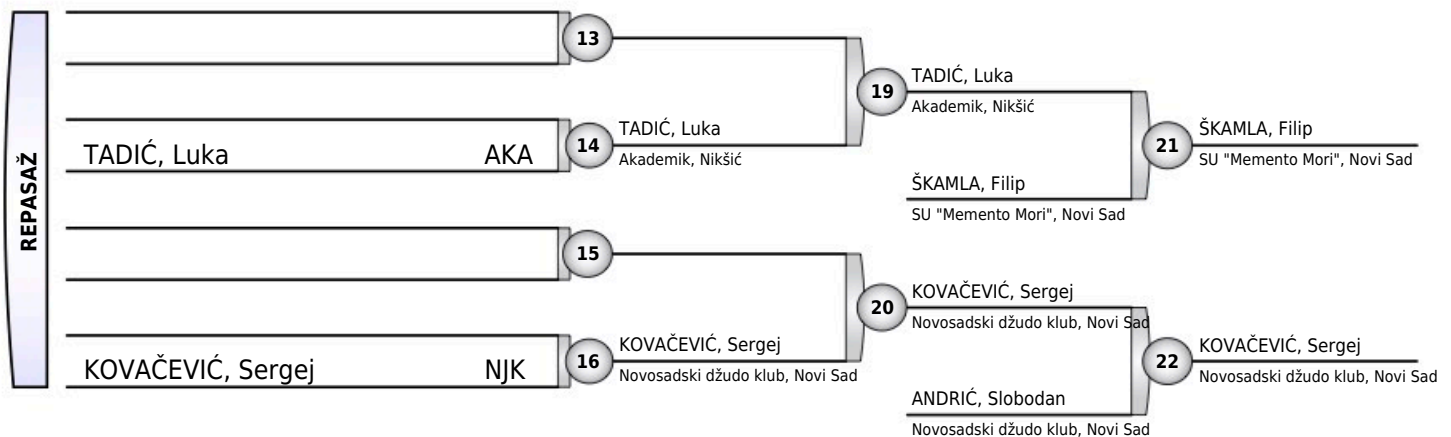 REPASAŽ
13
TADIĆ, Luka AKA
14
TADIĆ, Luka
Akademik, Nikšić
19
TADIĆ, Luka
Akademik, Nikšić
ŠKAMLA, Filip
SU "Memento Mori", Novi Sad
21
ŠKAMLA, Filip
SU "Memento Mori", Novi Sad
15
KOVAČEVIĆ, Sergej NJK
16
KOVAČEVIĆ, Sergej
Novosadski džudo klub, Novi Sad
20
KOVAČEVIĆ, Sergej
Novosadski džudo klub, Novi Sad
ANDRIĆ, Slobodan
Novosadski džudo klub, Novi Sad
22
KOVAČEVIĆ, Sergej
Novosadski džudo klub, Novi Sad